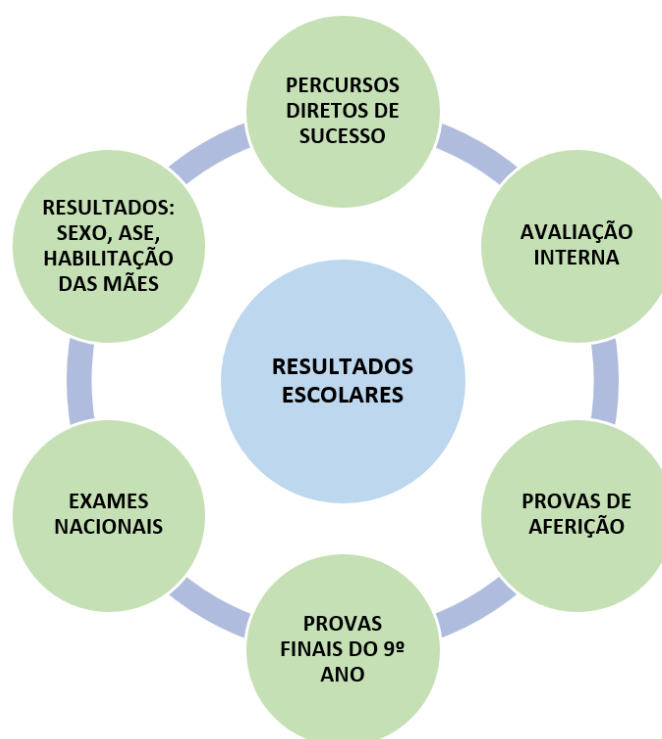 PERCURSOS
DIRETOS DE
SUCESSO
AVALIAÇÃO
INTERNA
PROVAS DE
AFERIÇÃO
PROVAS
FINAIS DO 9º
ANO
EXAMES
NACIONAIS
RESULTADOS:
SEXO, ASE,
HABILITAÇÃO
DAS MÃES
RESULTADOS
ESCOLARES